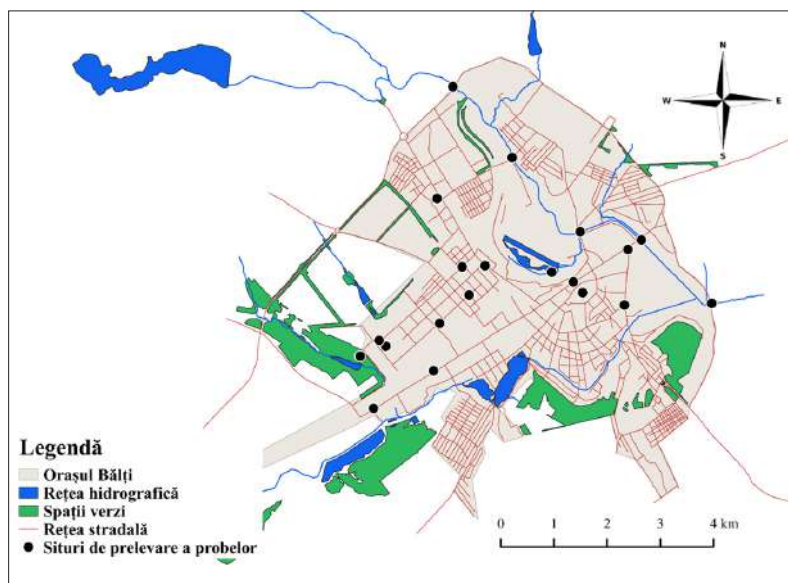 N
W E
S
Legendă
Orașul Bălți
Rețea hidrografică
Spații verzi
Rețea stradală
Situri de prelevare a probelor
0 1 2 3 4 km